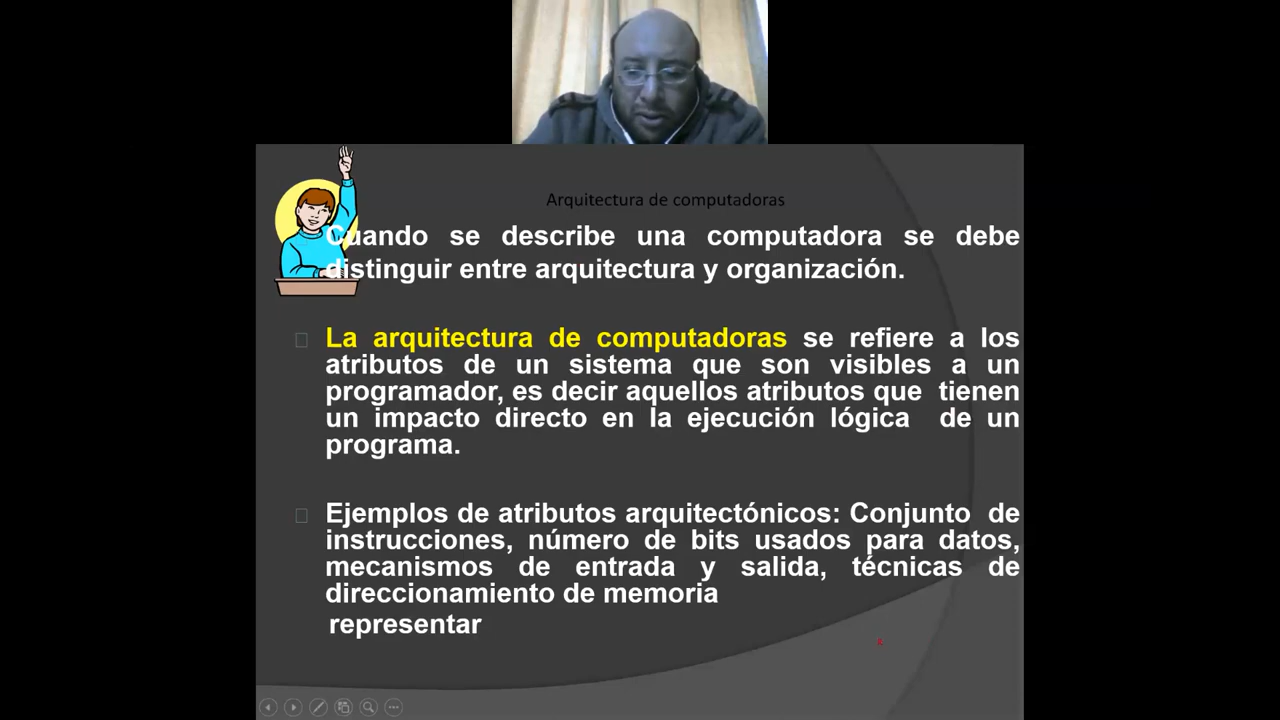 Arquitectura de computadoras
Cuando se describe una computadora se debe
distinguir entre arquitectura y organización.
La arquitectura de computadoras se refiere a los
atributos de un sistema que son visibles a un
programador, es decir aquellos atributos que tienen
un impacto directo en la ejecución lógica de un
programa.
Ejemplos de atributos arquitectónicos: Conjunto de
instrucciones, número de bits usados para datos,
mecanismos de entrada y salida, técnicas de
direccionamiento de memoria
representar